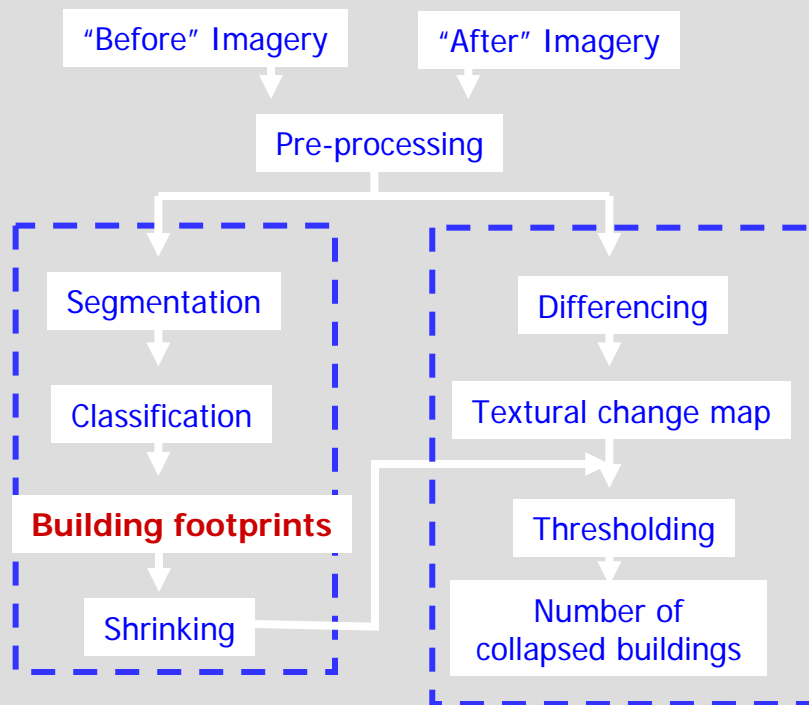 “Before” Imagery
“After” Imagery
Pre-processing
Segmentation
Classification
Building footprints
Shrinking
Differencing
Textural change map
Thresholding
Number of
collapsed buildings